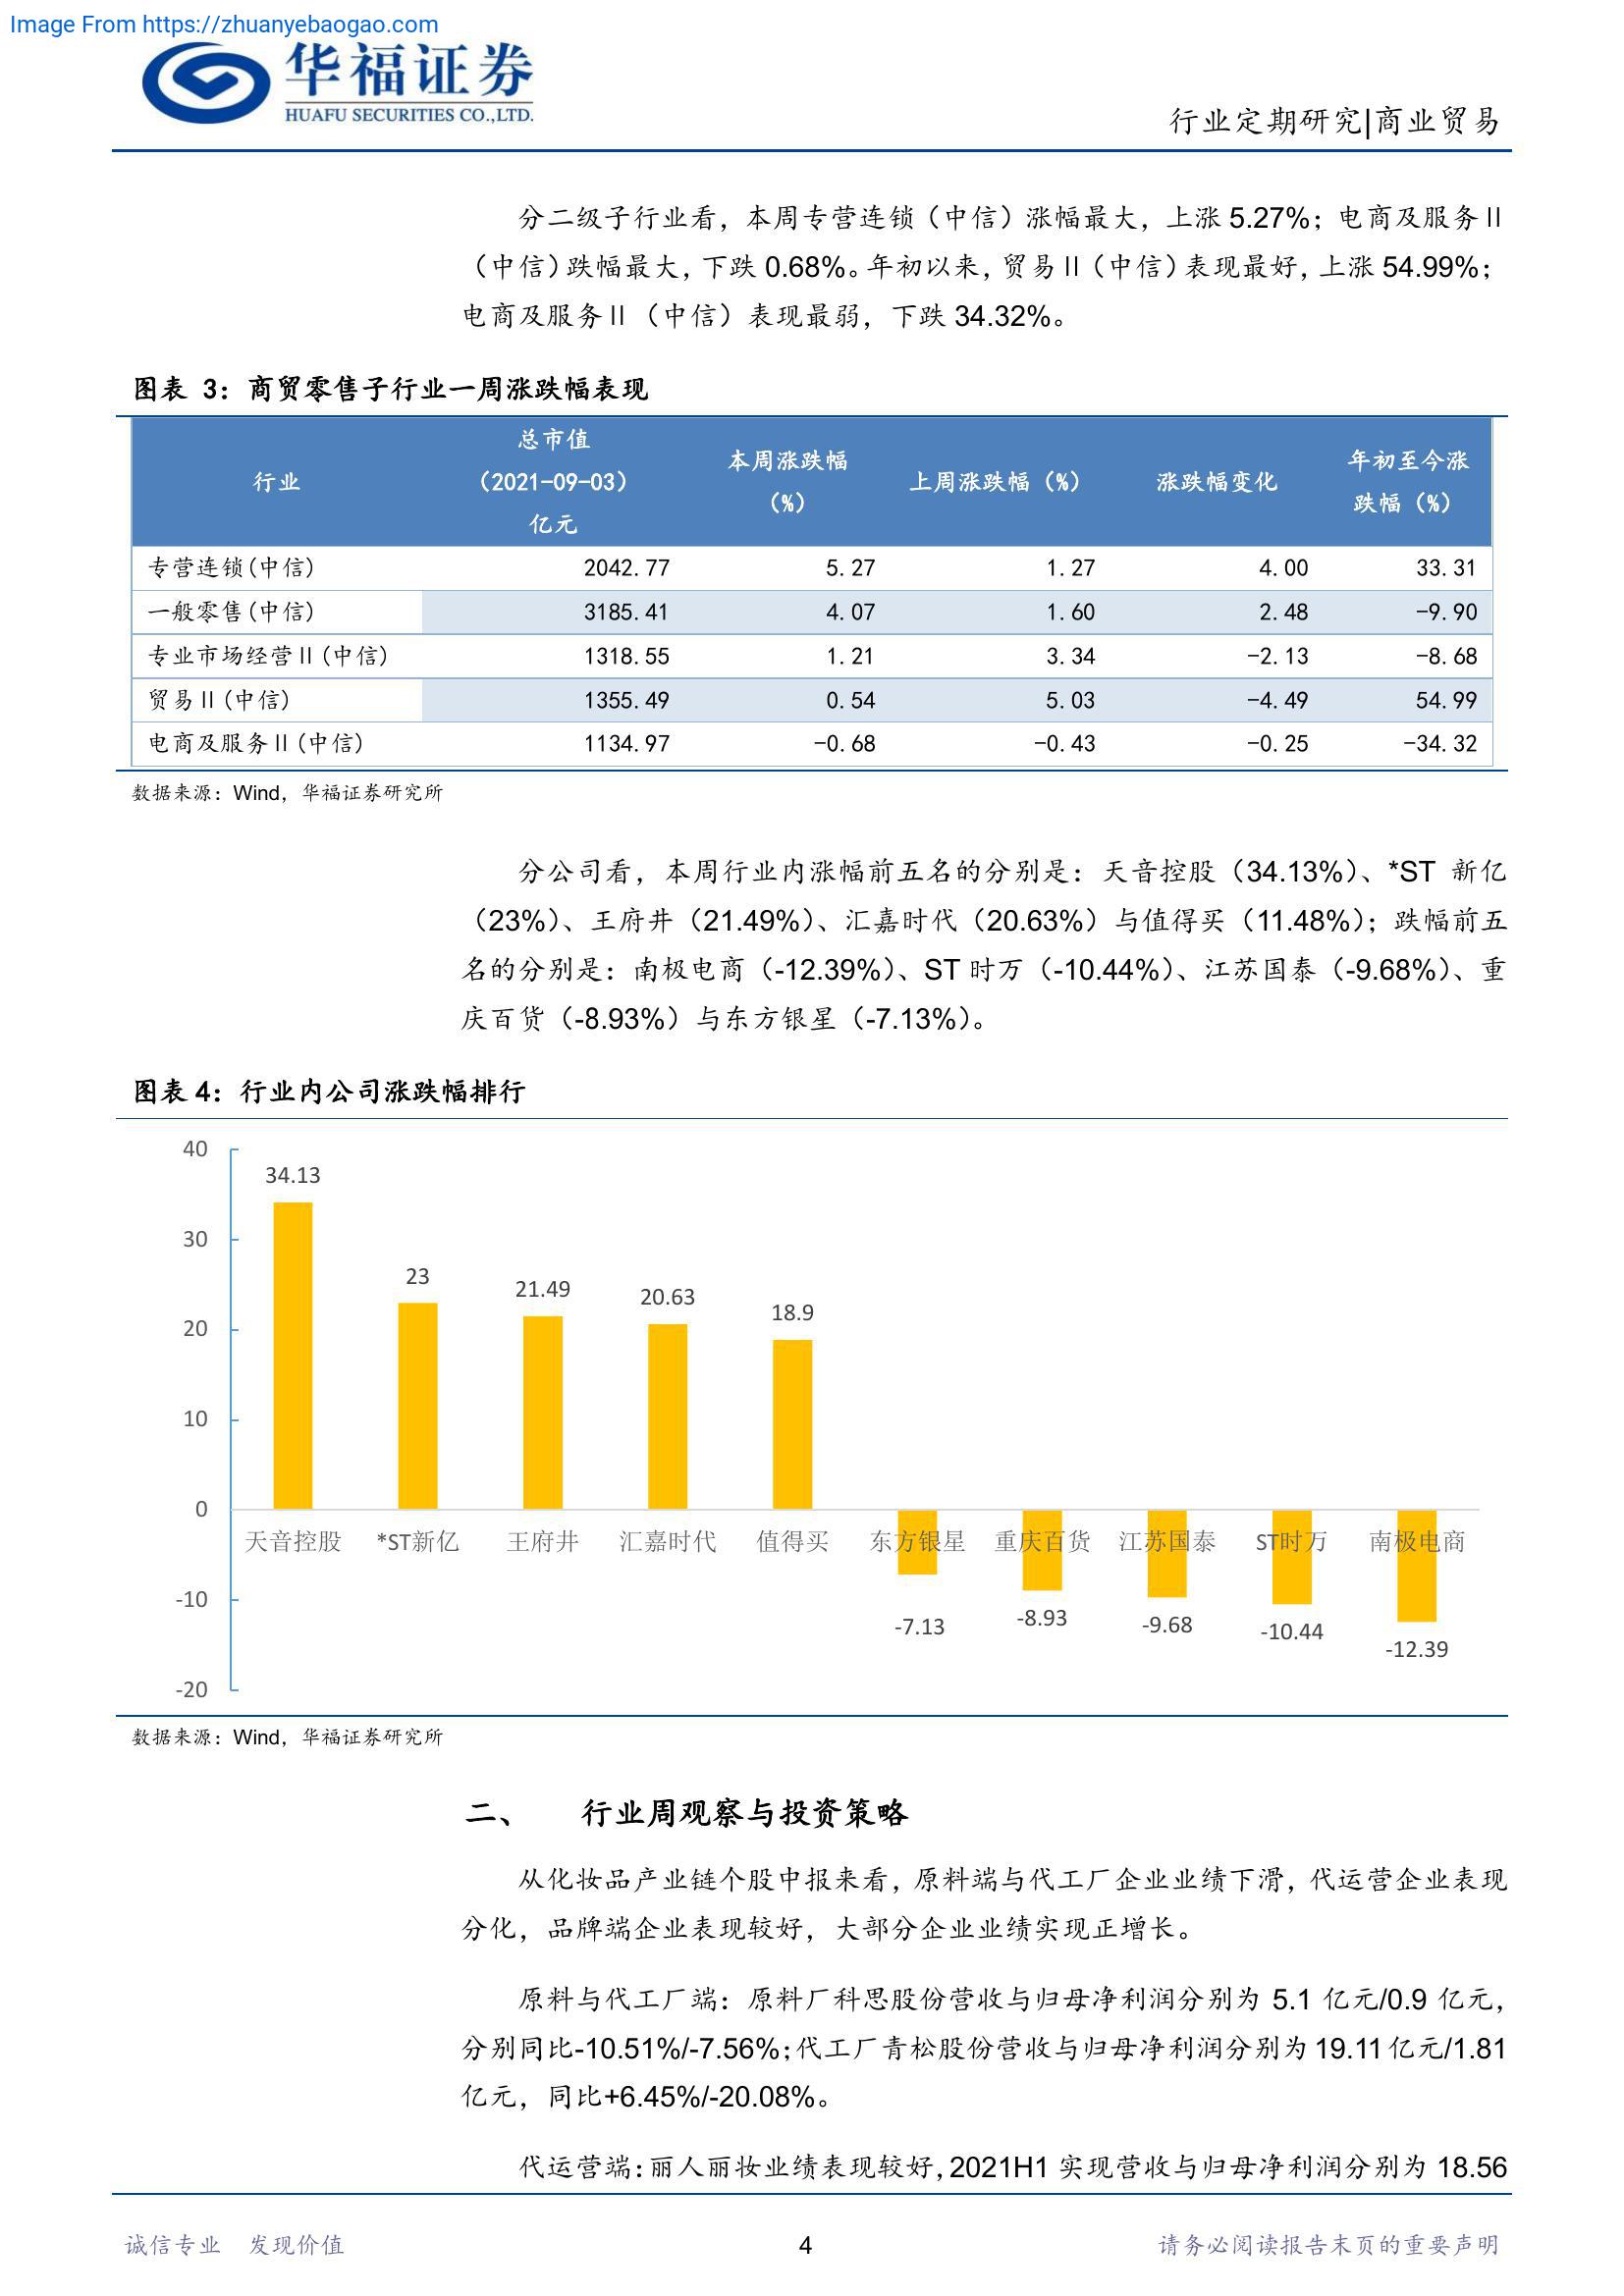 Image From https://zhuanyebaogao.com
华福证券
HUAFU SECURITIES CO.,LTD.
行业定期研究|商业贸易
分二级子行业看，本周专营连锁（中信）涨幅最大，上涨 5.27%；电商及服务Ⅱ
（中信）跌幅最大，下跌 0.68%。年初以来，贸易Ⅱ（中信）表现最好，上涨 54.99%；
电商及服务Ⅱ（中信）表现最弱，下跌 34.32%。
图表 3：商贸零售子行业一周涨跌幅表现
行业 总市值（2021-09-03）亿元 本周涨跌幅（%） 上周涨跌幅（%） 涨跌幅变化 年初至今涨跌幅（%）
专营连锁(中信) 2042.77 5.27 1.27 4.00 33.31
一般零售(中信) 3185.41 4.07 1.60 2.48 -9.90
专业市场经营Ⅱ(中信) 1318.55 1.21 3.34 -2.13 -8.68
贸易Ⅱ(中信) 1355.49 0.54 5.03 -4.49 54.99
电商及服务Ⅱ(中信) 1134.97 -0.68 -0.43 -0.25 -34.32
数据来源：Wind，华福证券研究所
分公司看，本周行业内涨幅前五名的分别是：天音控股（34.13%）、*ST 新亿
（23%）、王府井（21.49%）、汇嘉时代（20.63%）与值得买（11.48%）；跌幅前五
名的分别是：南极电商（-12.39%）、ST 时万（-10.44%）、江苏国泰（-9.68%）、重
庆百货（-8.93%）与东方银星（-7.13%）。
图表 4：行业内公司涨跌幅排行
40
34.13
30
23
21.49
20.63
18.9
20
10
0
天音控股 *ST新亿 王府井 汇嘉时代 值得买 东方银星 重庆百货 江苏国泰 ST时万 南极电商
-10
-7.13 -8.93 -9.68 -10.44 -12.39
-20
数据来源：Wind，华福证券研究所
二、 行业周观察与投资策略
从化妆品产业链个股中报来看，原料端与代工厂企业业绩下滑，代运营企业表现
分化，品牌端企业表现较好，大部分企业业绩实现正增长。
原料与代工厂端：原料厂科思股份营收与归母净利润分别为 5.1 亿元/0.9 亿元，
分别同比-10.51%/-7.56%；代工厂青松股份营收与归母净利润分别为 19.11 亿元/1.81
亿元，同比+6.45%/-20.08%。
代运营端：丽人丽妆业绩表现较好，2021H1 实现营收与归母净利润分别为 18.56
诚信专业 发现价值
4
请务必阅读报告末页的重要声明